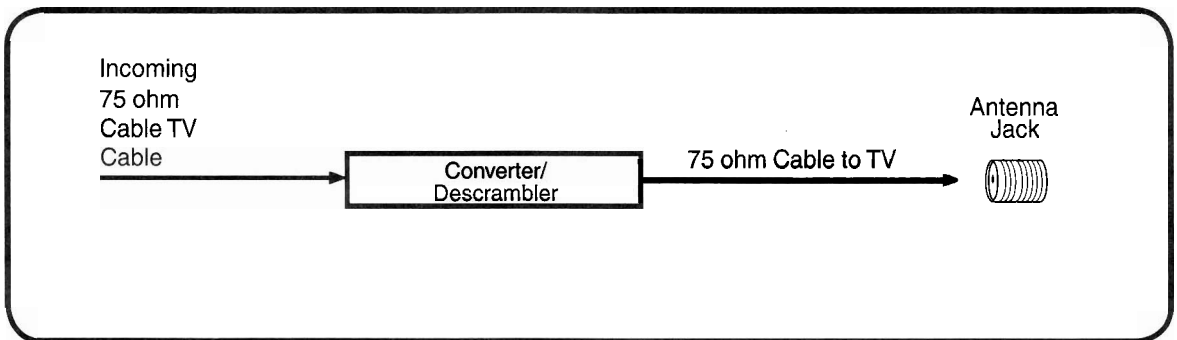 Incoming
75 ohm
Cable TV
Cable
Converter/
Descrambler
75 ohm Cable to TV
Antenna
Jack